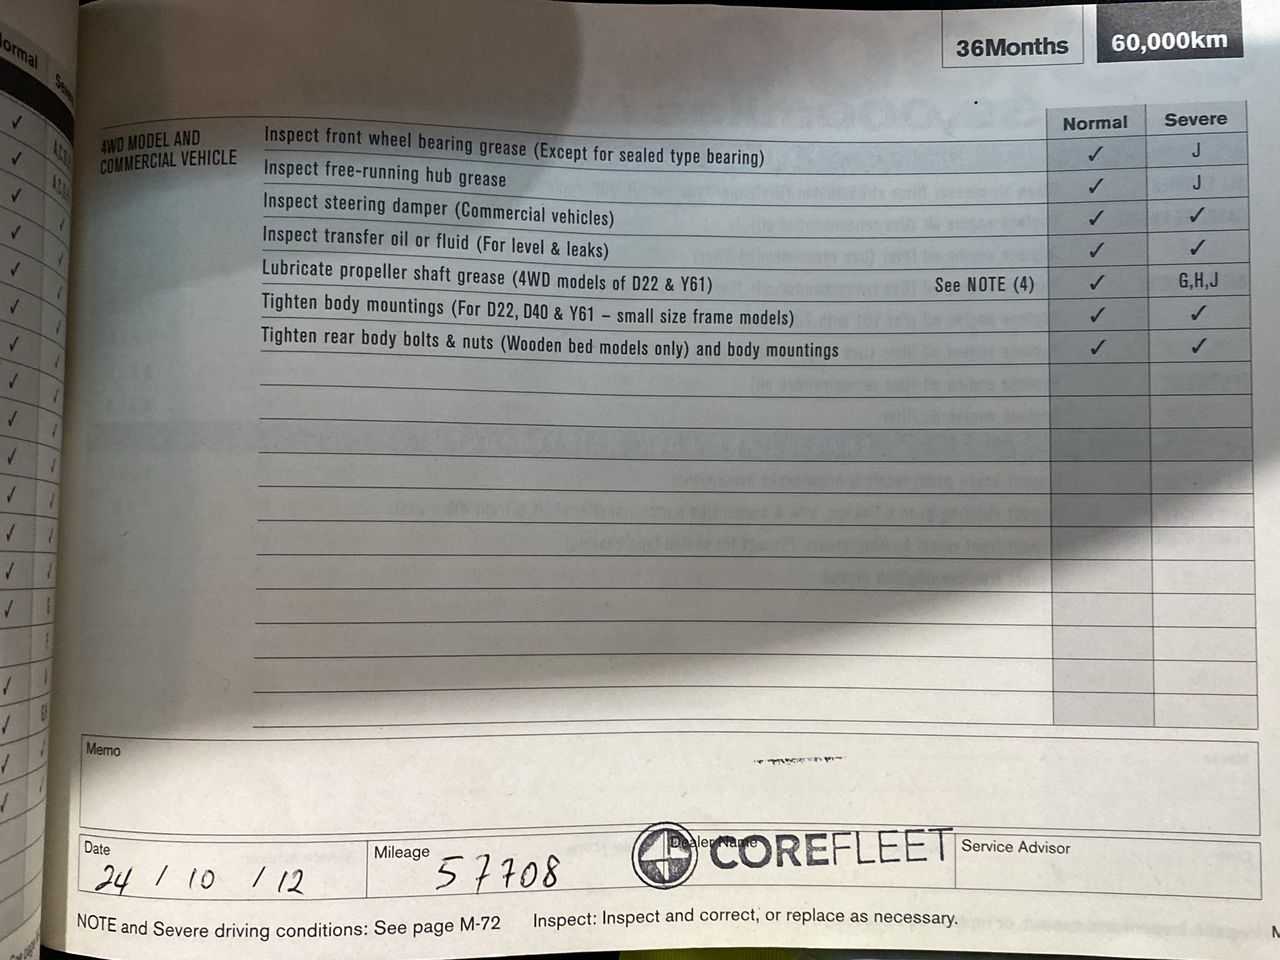 36Months 60,000km
Normal Severe
4WD MODEL AND
COMMERCIAL VEHICLE
Inspect front wheel bearing grease (Except for sealed type bearing) ✓ J
Inspect free-running hub grease ✓ J
Inspect steering damper (Commercial vehicles) ✓ ✓
Inspect transfer oil or fluid (For level & leaks) ✓ ✓
Lubricate propeller shaft grease (4WD models of D22 & Y61) See NOTE (4) ✓ G,H,J
Tighten body mountings (For D22, D40 & Y61 – small size frame models) ✓ ✓
Tighten rear body bolts & nuts (Wooden bed models only) and body mountings ✓ ✓
Memo
Date 24 / 10 / 12
Mileage 57708
Dealer Name COREFLEET
Service Advisor
NOTE and Severe driving conditions: See page M-72 Inspect: Inspect and correct, or replace as necessary.